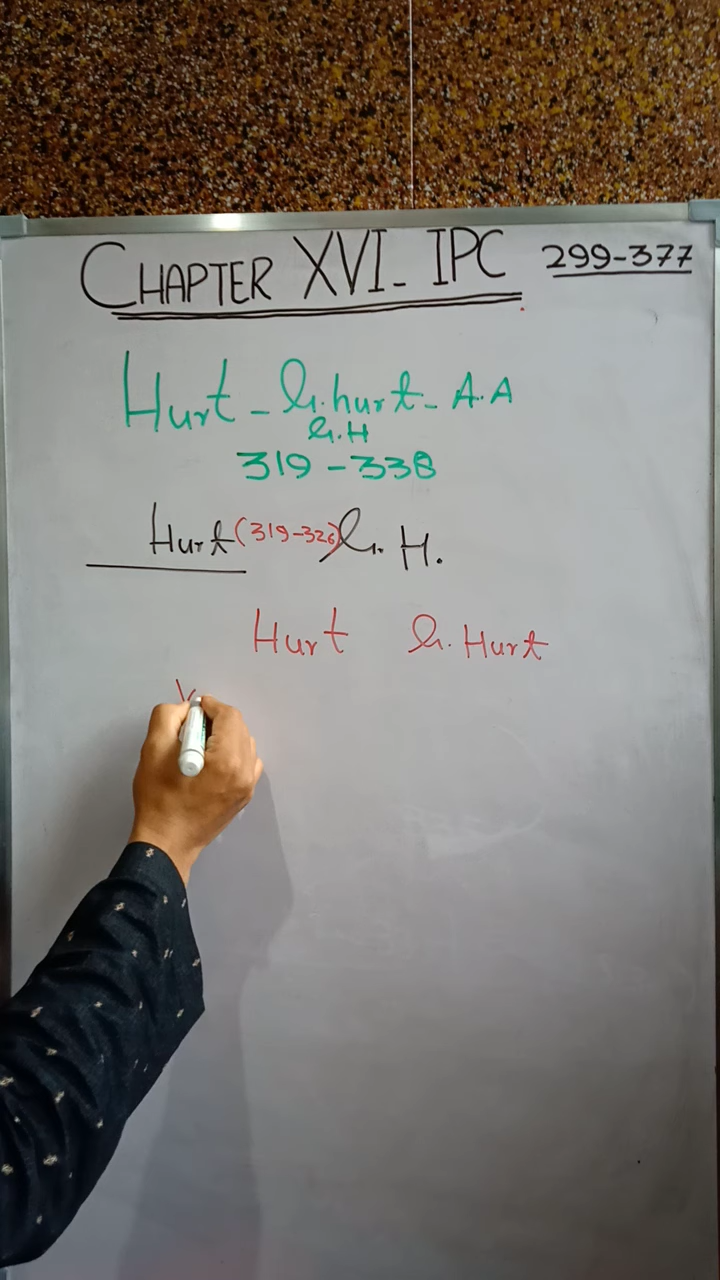 CHAPTER XVI- IPC 299-377
Hurt - G.hurt - A.A
G.H
319-338
Hurt (319-326) G. H.
Hurt G. Hurt
V